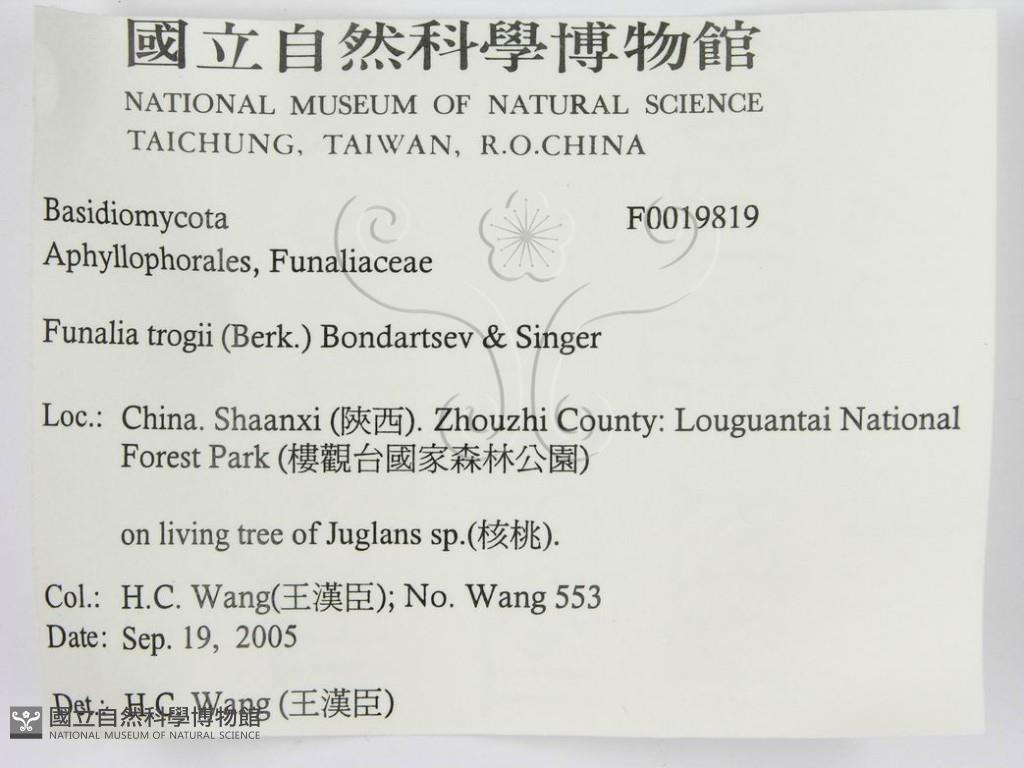 國立自然科學博物館
NATIONAL MUSEUM OF NATURAL SCIENCE
TAICHUNG, TAIWAN, R.O.CHINA
Basidiomycota F0019819
Aphyllophorales, Funaliaceae
Funalia trogii (Berk.) Bondartsev & Singer
Loc.: China. Shaanxi (陝西). Zhouzhi County: Louguantai National
Forest Park (樓觀台國家森林公園)
on living tree of Juglans sp.(核桃).
Col.: H.C. Wang(王漢臣); No. Wang 553
Date: Sep. 19, 2005
Det.: H.C. Wang (王漢臣)
國立自然科學博物館
NATIONAL MUSEUM OF NATURAL SCIENCE